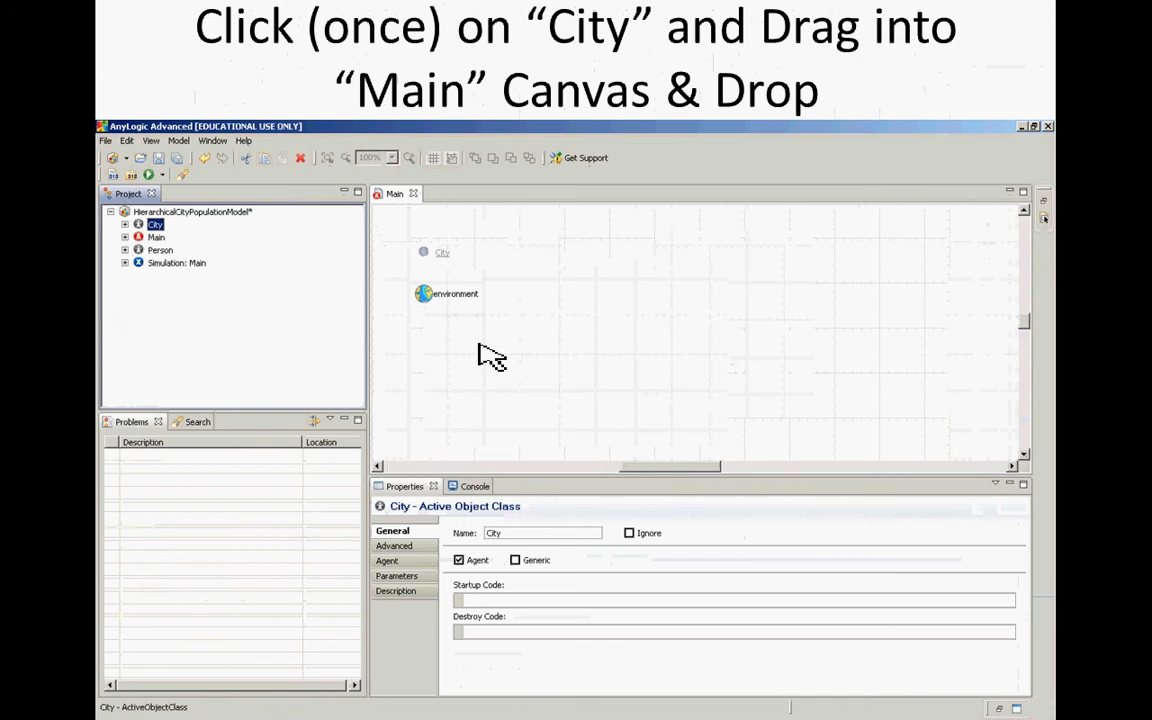 Click (once) on “City” and Drag into
“Main” Canvas & Drop
AnyLogic Advanced [EDUCATIONAL USE ONLY]
File Edit View Model Window Help
100%
Get Support
Project
Main
HierarchicalCityPopulationModel*
City
Main
Person
Simulation: Main
City
environment
Problems
Search
Description
Location
Properties
Console
City - Active Object Class
General
Advanced
Agent
Parameters
Description
Name: City
Ignore
Agent
Generic
Startup Code:
Destroy Code:
City - ActiveObjectClass